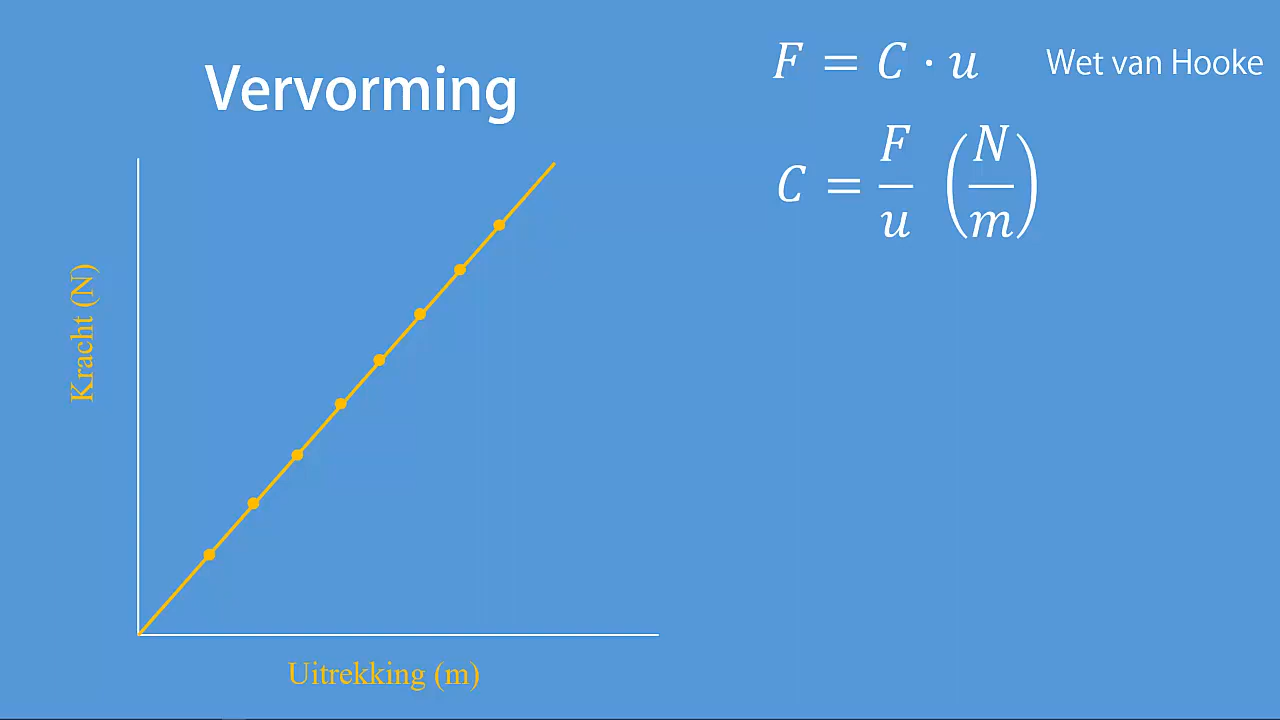 Vervorming
F = C · u
Wet van Hooke
C = F/u (N/m)
Kracht (N)
Uitrekking (m)